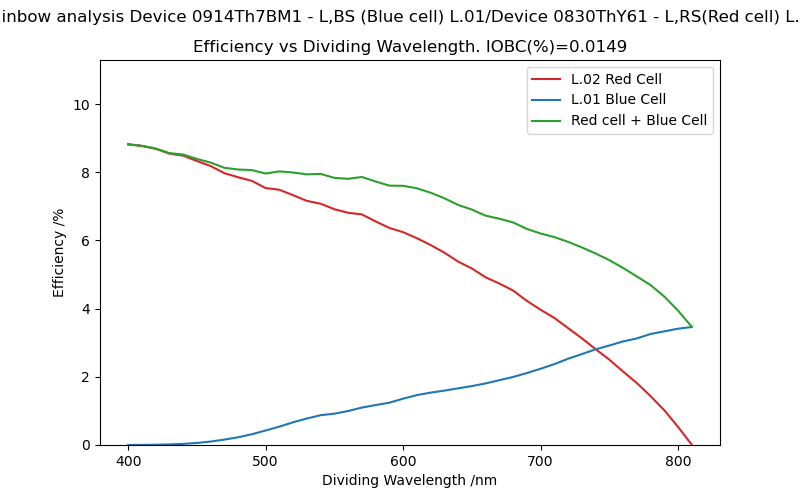 inbow analysis Device 0914Th7BM1 - L,BS (Blue cell) L.01/Device 0830ThY61 - L,RS(Red cell) L.
Efficiency vs Dividing Wavelength. IOBC(%)=0.0149
L.02 Red Cell
L.01 Blue Cell
Red cell + Blue Cell
Efficiency /%
10
8
6
4
2
0
400 500 600 700 800
Dividing Wavelength /nm